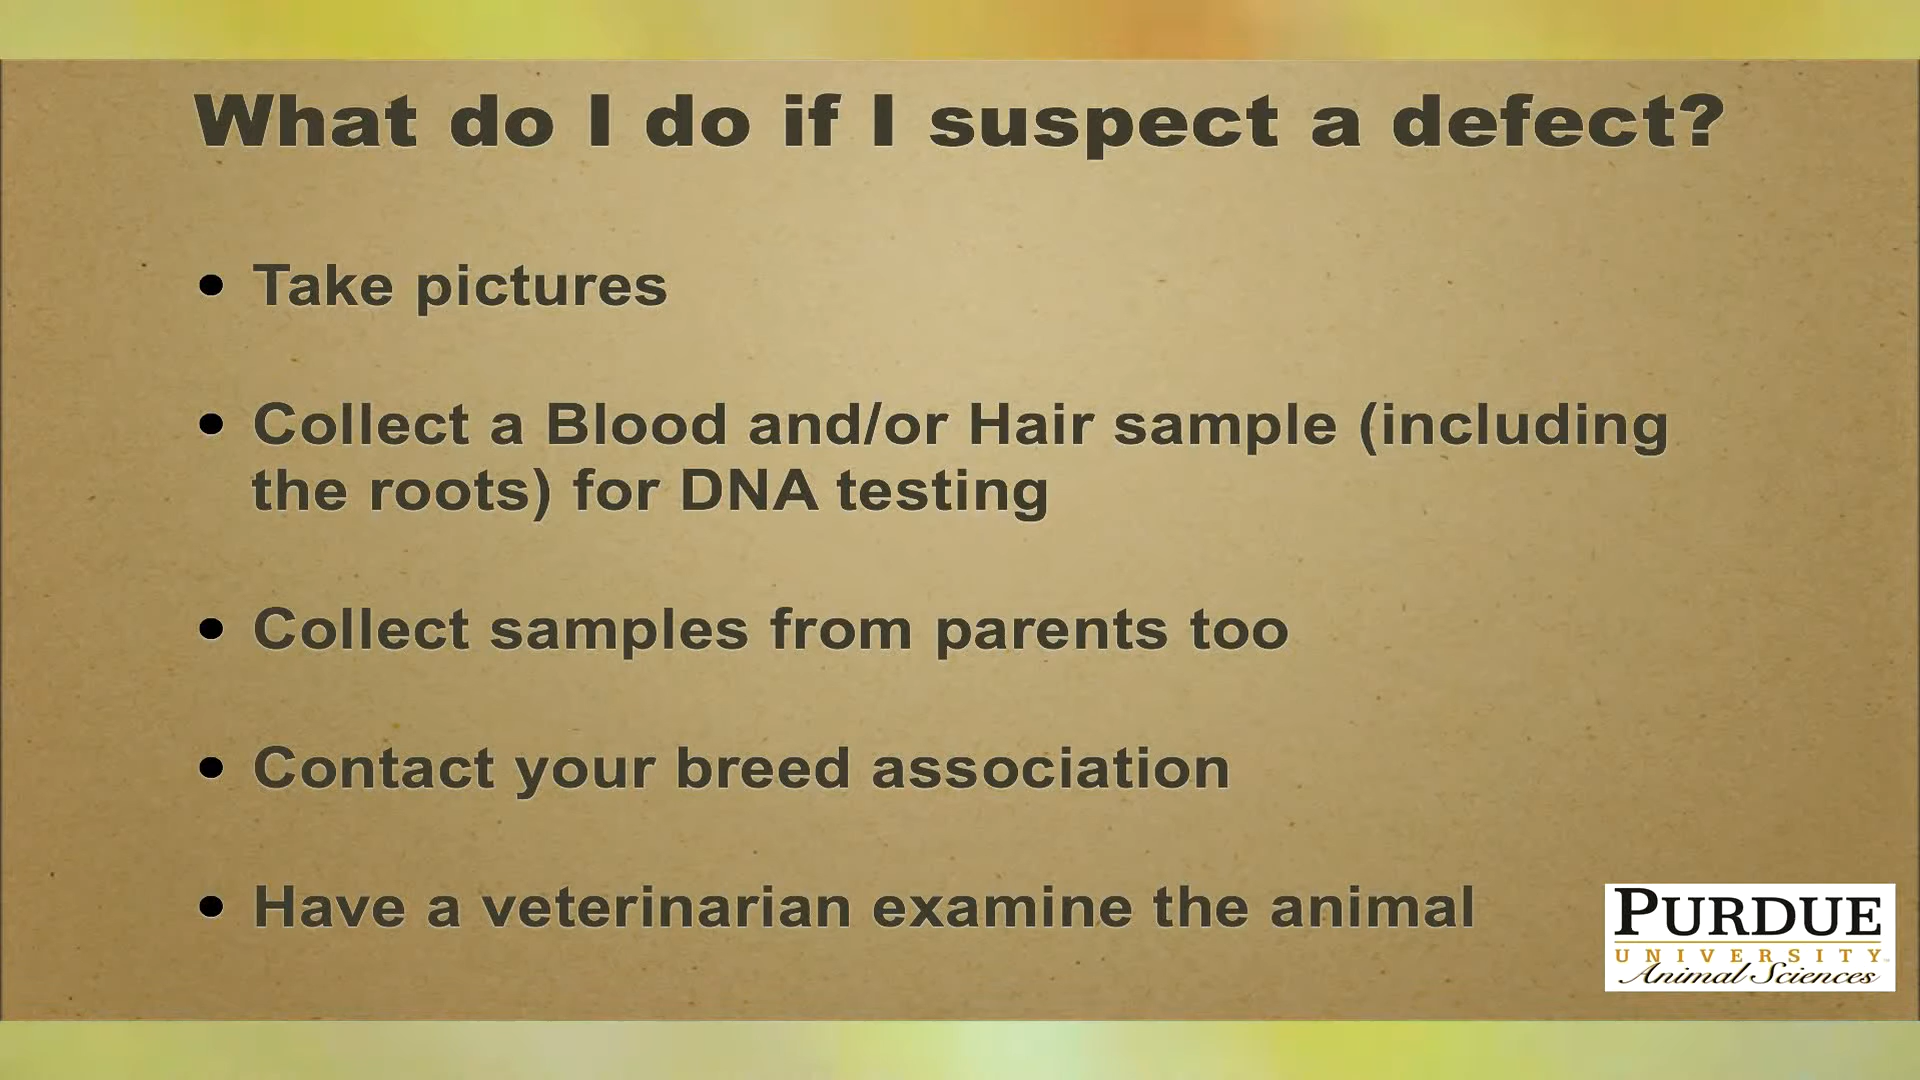 What do I do if I suspect a defect?
• Take pictures
• Collect a Blood and/or Hair sample (including
the roots) for DNA testing
• Collect samples from parents too
• Contact your breed association
• Have a veterinarian examine the animal
PURDUE
UNIVERSITY
Animal Sciences